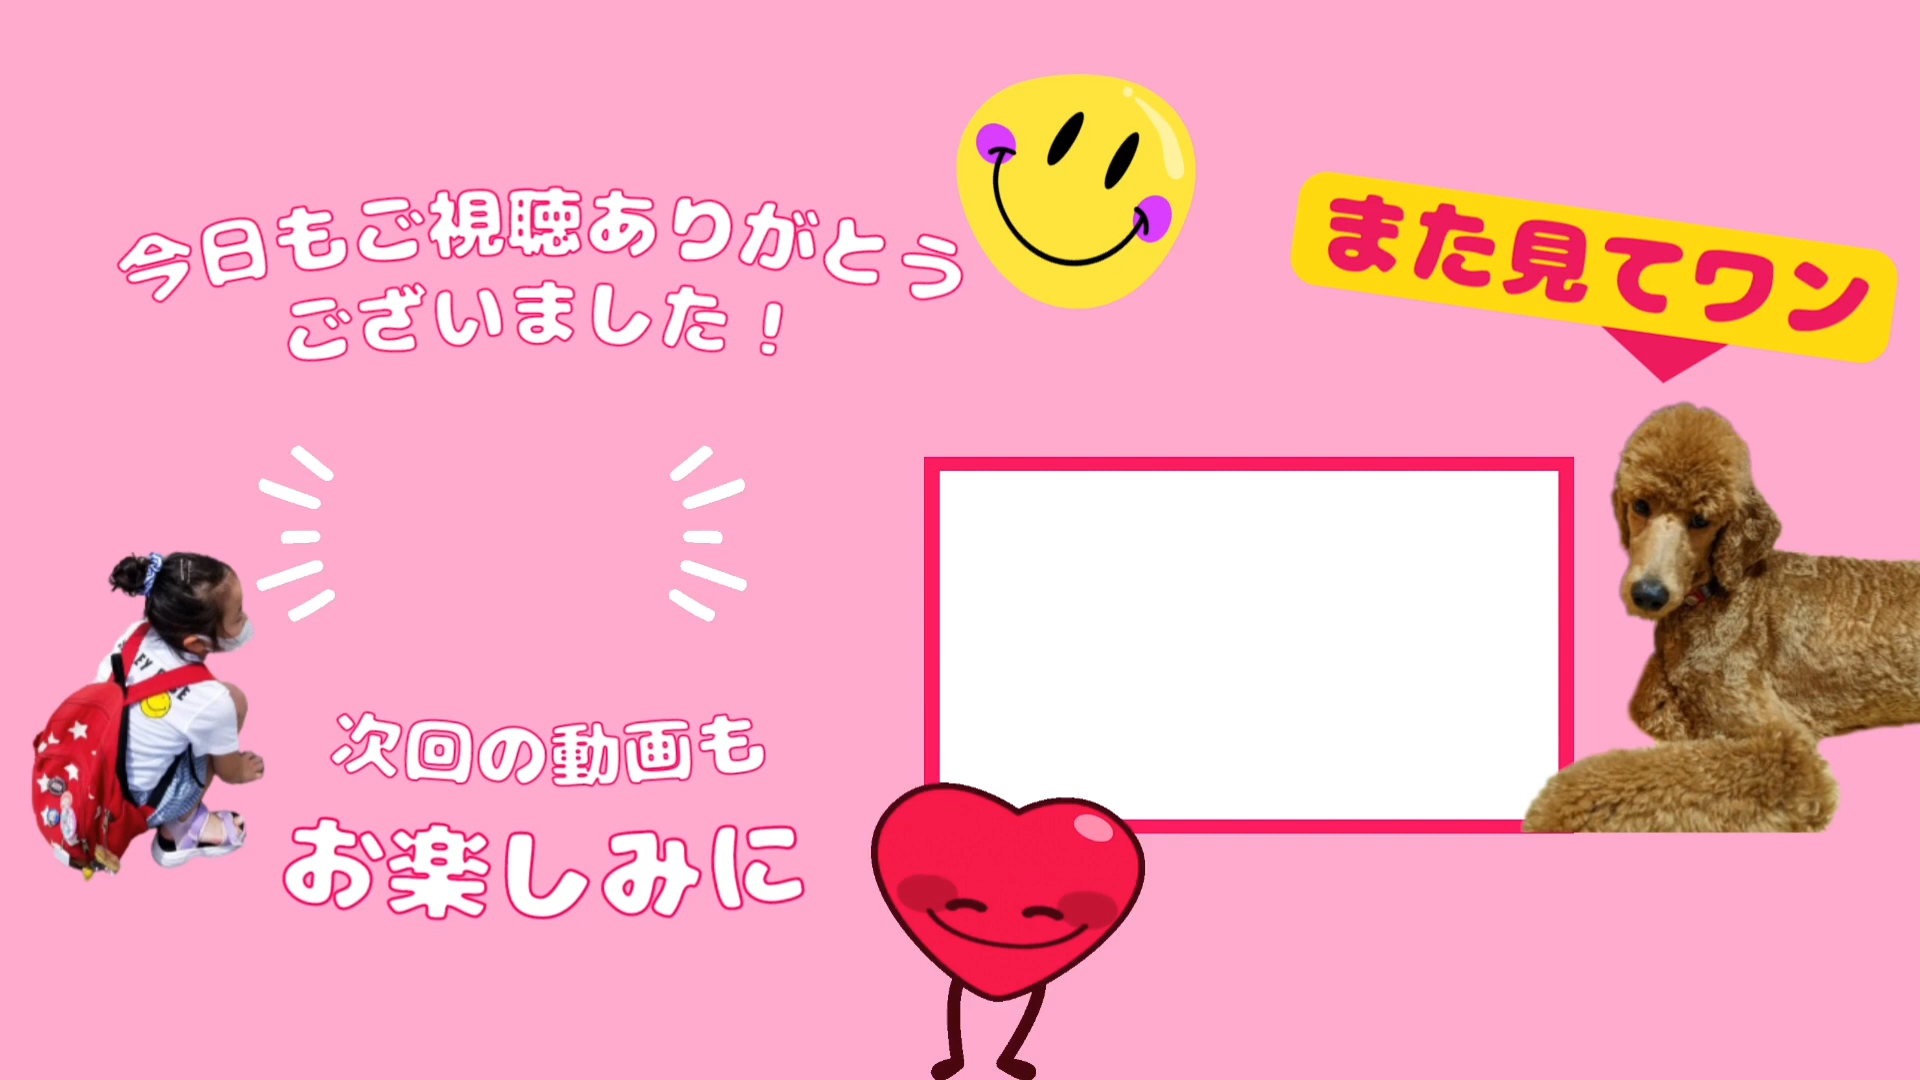 今日もご視聴ありがとう
ございました！
また見てワン
次回の動画も
お楽しみに